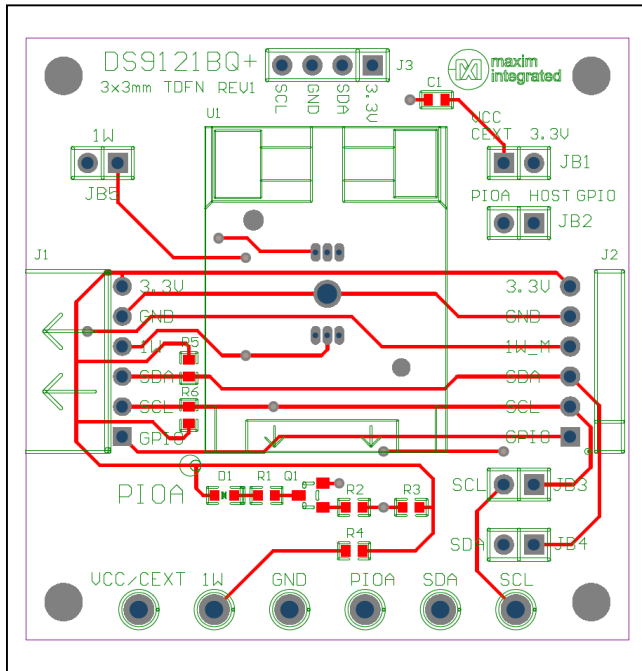 DS9121BQ+
3x3mm TDFN REV1
J3
SCL
GND
SDA
3.3V
maxim
integrated
C1
U1
VCC
CEXT 3.3V
JB1
1W
JB5
PIOA HOST GPIO
JB2
J1
J2
3.3V
3.3V
GND
GND
1W
1W_M
R5
SDA
SDA
R6
SCL
SCL
GPIO
GPIO
PIOA
D1
R1
Q1
R2
R3
R4
SCL
JB3
SDA
JB4
VCC/CEXT
1W
GND
PIOA
SDA
SCL